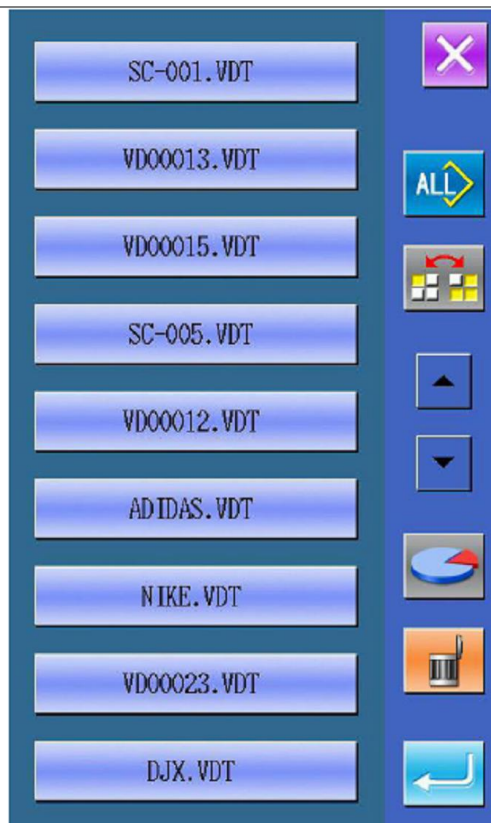 SC-001.VDT
VD00013.VDT
ALL
VD00015.VDT
SC-005.VDT
VD00012.VDT
ADIDAS.VDT
NIKE.VDT
VD00023.VDT
DJX.VDT